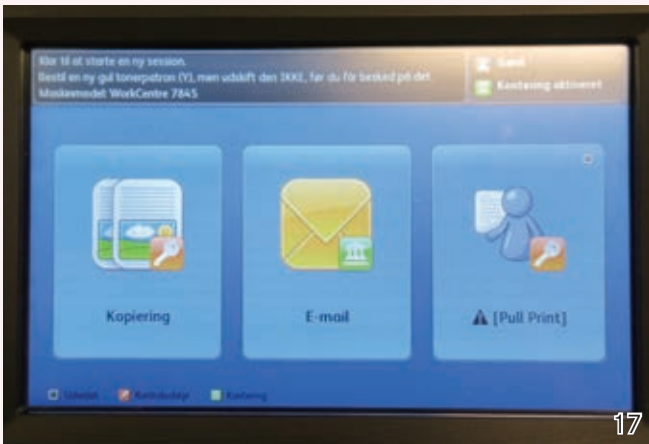 Klar til at starte en ny session.
Bestil en ny gul tonerpatron (Y), men udskift den IKKE, før du får besked på det.
Maskinmodel: WorkCentre 7845
Gæst
Kontering aktiveret
Kopiering
E-mail
[Pull Print]
Kontering
17